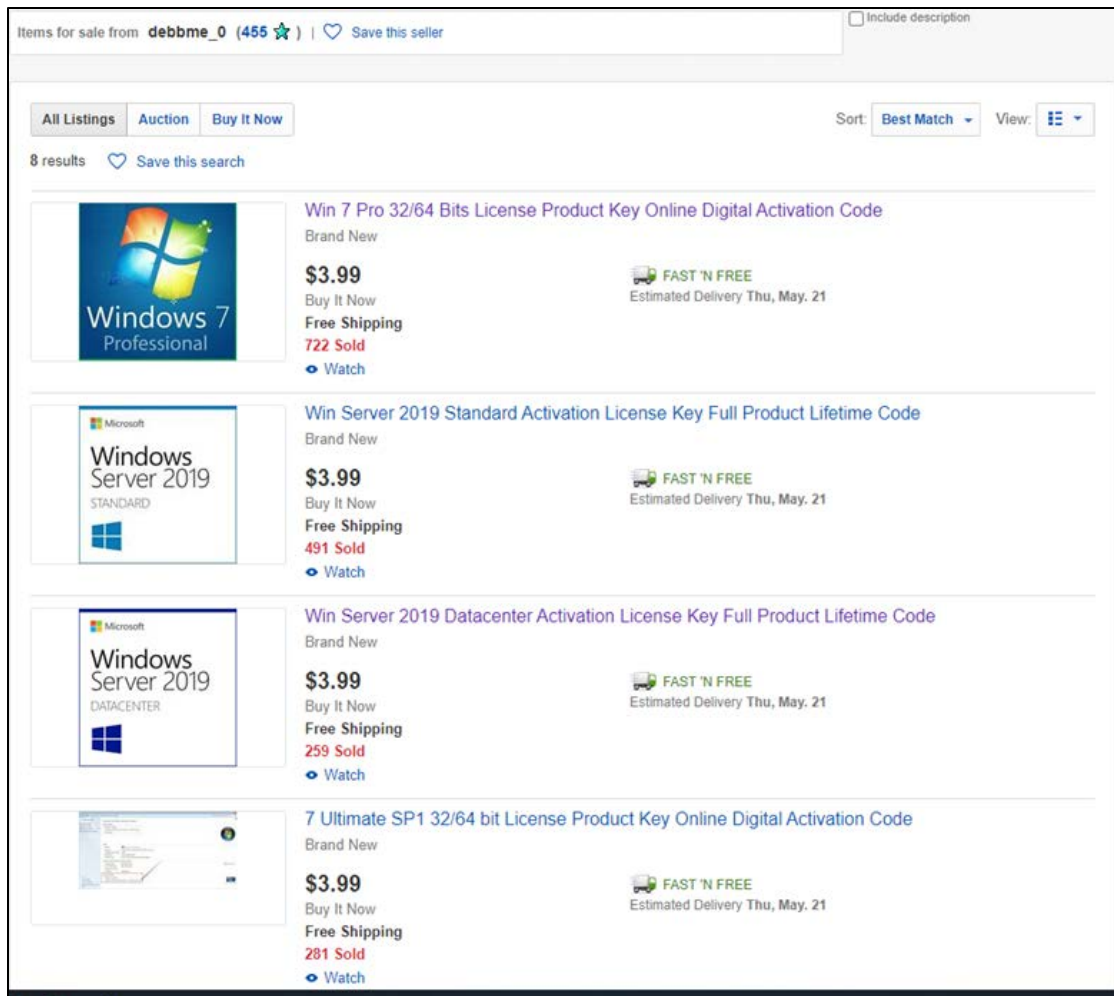 Items for sale from debbme_0 (455 ) | Save this seller
Include description
All Listings Auction Buy It Now
Sort: Best Match View:
8 results Save this search
Win 7 Pro 32/64 Bits License Product Key Online Digital Activation Code
Brand New
Windows 7
Professional
$3.99
FAST 'N FREE
Buy It Now
Estimated Delivery Thu, May. 21
Free Shipping
722 Sold
Watch
Win Server 2019 Standard Activation License Key Full Product Lifetime Code
Brand New
Microsoft
Windows
Server 2019
STANDARD
$3.99
FAST 'N FREE
Buy It Now
Estimated Delivery Thu, May. 21
Free Shipping
491 Sold
Watch
Win Server 2019 Datacenter Activation License Key Full Product Lifetime Code
Brand New
Microsoft
Windows
Server 2019
DATACENTER
$3.99
FAST 'N FREE
Buy It Now
Estimated Delivery Thu, May. 21
Free Shipping
259 Sold
Watch
7 Ultimate SP1 32/64 bit License Product Key Online Digital Activation Code
Brand New
$3.99
FAST 'N FREE
Buy It Now
Estimated Delivery Thu, May. 21
Free Shipping
281 Sold
Watch